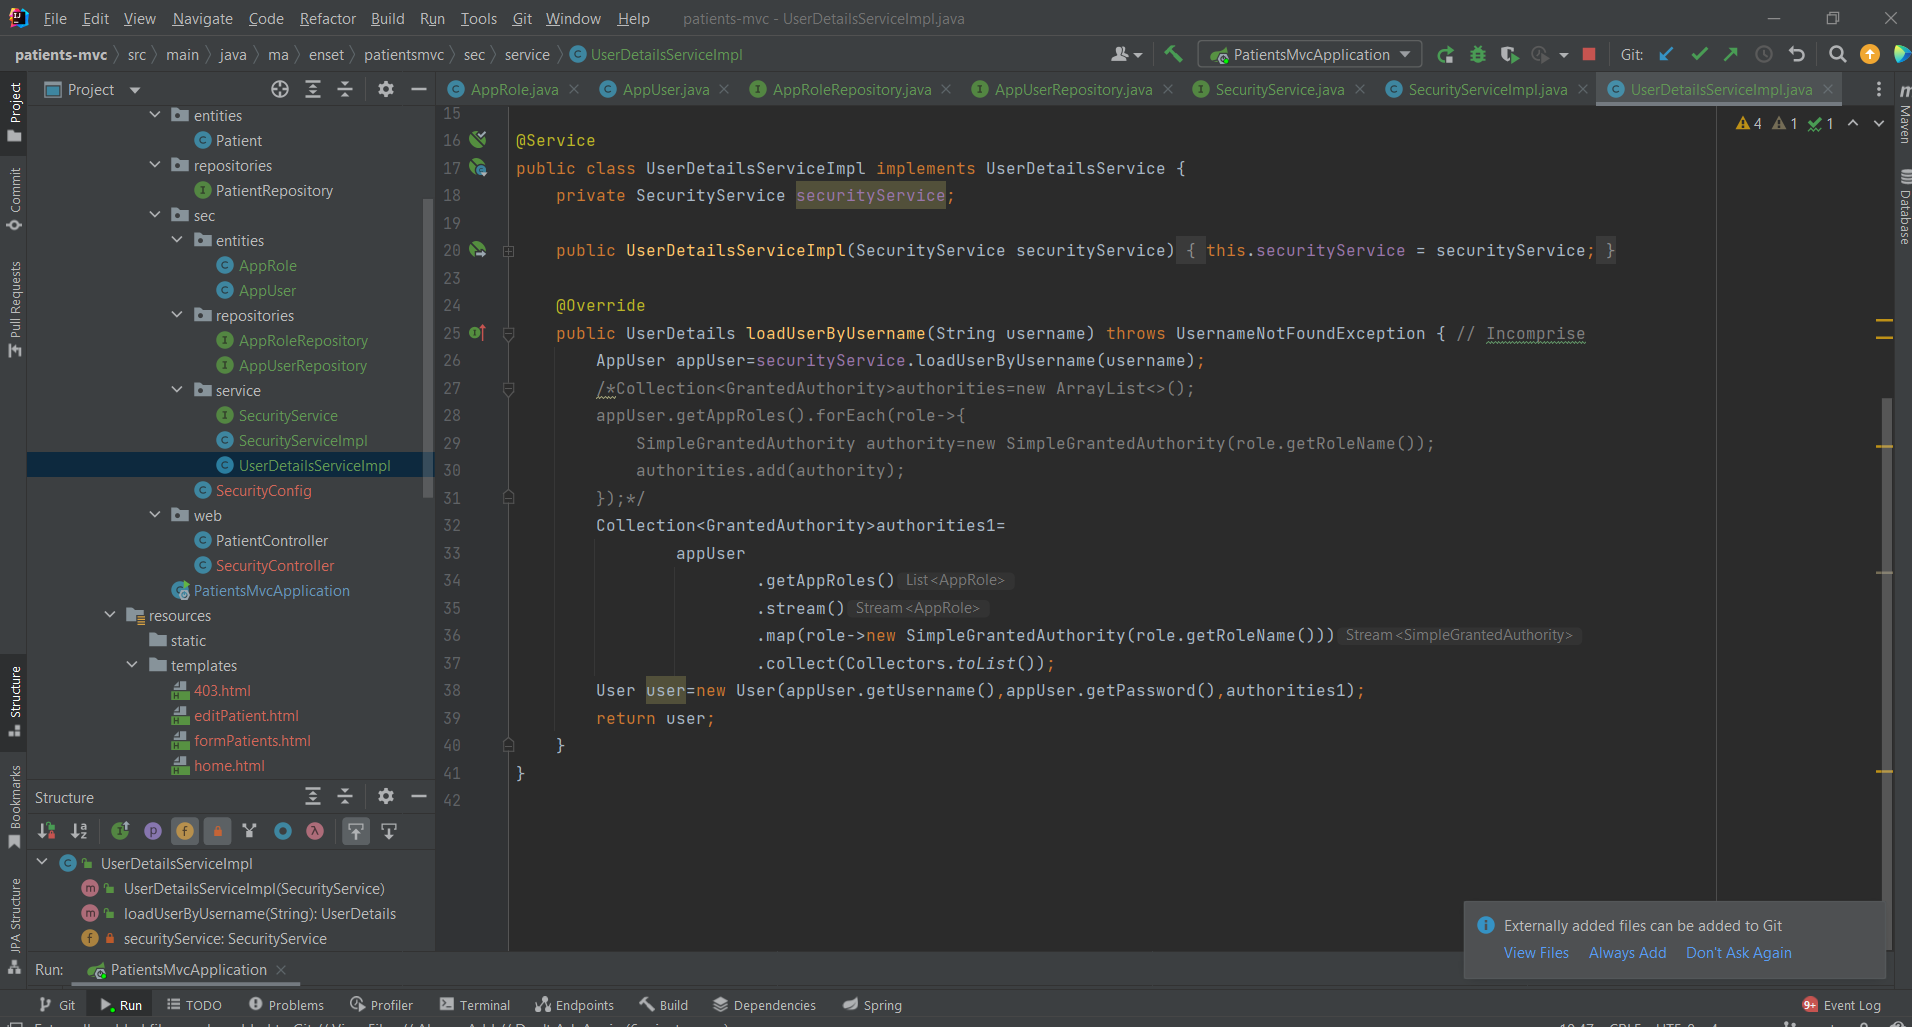 File Edit View Navigate Code Refactor Build Run Tools Git Window Help patients-mvc - UserDetailsServiceImpl.java
patients-mvc src main java ma enset patientsmvc sec service UserDetailsServiceImpl PatientsMvcApplication Git:
Project
AppRole.java AppUser.java AppRoleRepository.java AppUserRepository.java SecurityService.java SecurityServiceImpl.java UserDetailsServiceImpl.java
Project
Commit
Pull Requests
Structure
Bookmarks
JPA Structure
entities
Patient
repositories
PatientRepository
sec
entities
AppRole
AppUser
repositories
AppRoleRepository
AppUserRepository
service
SecurityService
SecurityServiceImpl
UserDetailsServiceImpl
SecurityConfig
web
PatientController
SecurityController
PatientsMvcApplication
resources
static
templates
403.html
editPatient.html
formPatients.html
home.html
Structure
UserDetailsServiceImpl
UserDetailsServiceImpl(SecurityService)
loadUserByUsername(String): UserDetails
securityService: SecurityService
4 1 1
15
16 @Service
17 public class UserDetailsServiceImpl implements UserDetailsService {
18 private SecurityService securityService;
19
20 public UserDetailsServiceImpl(SecurityService securityService) { this.securityService = securityService; }
23
24 @Override
25 public UserDetails loadUserByUsername(String username) throws UsernameNotFoundException { // Incomprise
26 AppUser appUser=securityService.loadUserByUsername(username);
27 /*Collection<GrantedAuthority>authorities=new ArrayList<>();
28 appUser.getAppRoles().forEach(role->{
29 SimpleGrantedAuthority authority=new SimpleGrantedAuthority(role.getRoleName());
30 authorities.add(authority);
31 });*/
32 Collection<GrantedAuthority>authorities1=
33 appUser
34 .getAppRoles() List<AppRole>
35 .stream() Stream<AppRole>
36 .map(role->new SimpleGrantedAuthority(role.getRoleName())) Stream<SimpleGrantedAuthority>
37 .collect(Collectors.toList());
38 User user=new User(appUser.getUsername(),appUser.getPassword(),authorities1);
39 return user;
40 }
41 }
42
Maven
Database
Externally added files can be added to Git
View Files Always Add Don't Ask Again
Run: PatientsMvcApplication
Git Run TODO Problems Profiler Terminal Endpoints Build Dependencies Spring 9+ Event Log